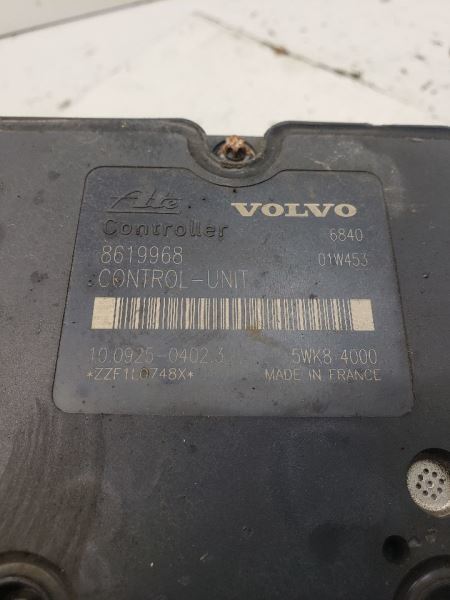 Ate VOLVO
Controller 6840
8619968 01W453
CONTROL-UNIT
10.0925-0402.3 5WK8 4000
*ZZF1L0748X* MADE IN FRANCE